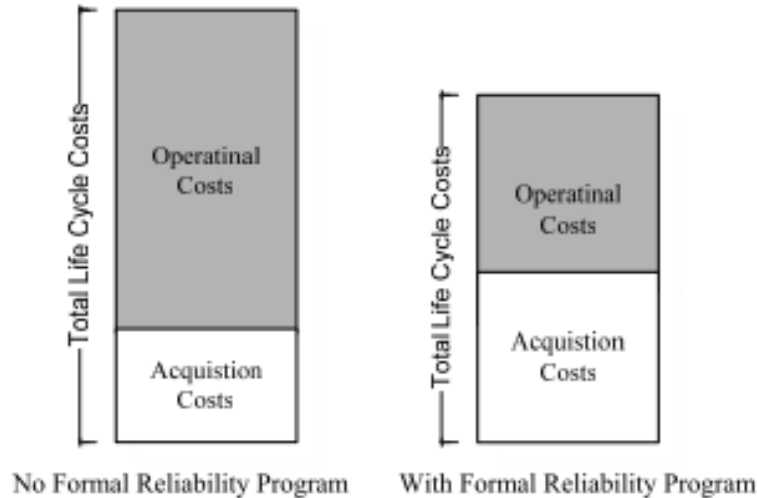 Total Life Cycle Costs
Operatinal
Costs
Acquistion
Costs
No Formal Reliability Program
Total Life Cycle Costs
Operatinal
Costs
Acquistion
Costs
With Formal Reliability Program